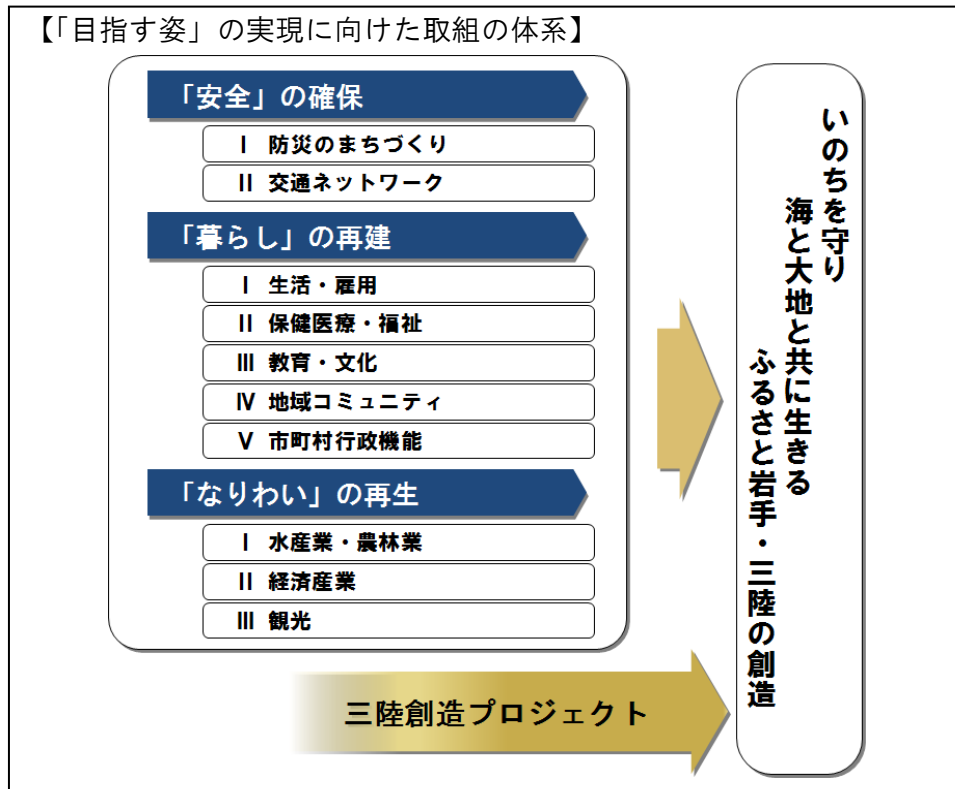 【「目指す姿」の実現に向けた取組の体系】
「安全」の確保
Ⅰ 防災のまちづくり
Ⅱ 交通ネットワーク
「暮らし」の再建
Ⅰ 生活・雇用
Ⅱ 保健医療・福祉
Ⅲ 教育・文化
Ⅳ 地域コミュニティ
Ⅴ 市町村行政機能
「なりわい」の再生
Ⅰ 水産業・農林業
Ⅱ 経済産業
Ⅲ 観光
三陸創造プロジェクト
いのちを守り
海と大地と共に生きる
ふるさと岩手・三陸の創造